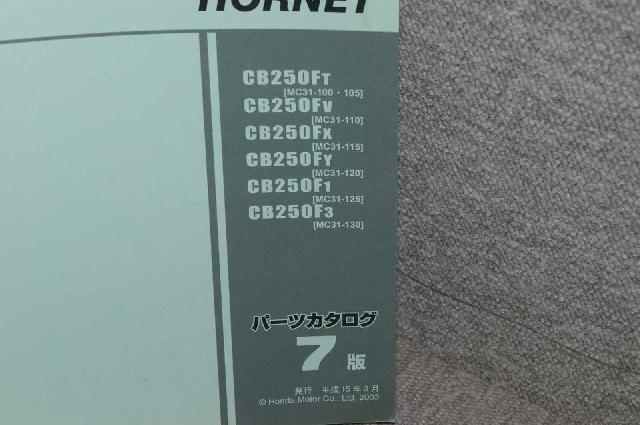 HORNET
CB250FT
[MC31-100・105]
CB250FV
[MC31-110]
CB250FX
[MC31-115]
CB250FY
[MC31-120]
CB250F1
[MC31-125]
CB250F3
[MC31-130]
パーツカタログ
7版
発行 平成15年3月
© Honda Motor Co., Ltd. 2003